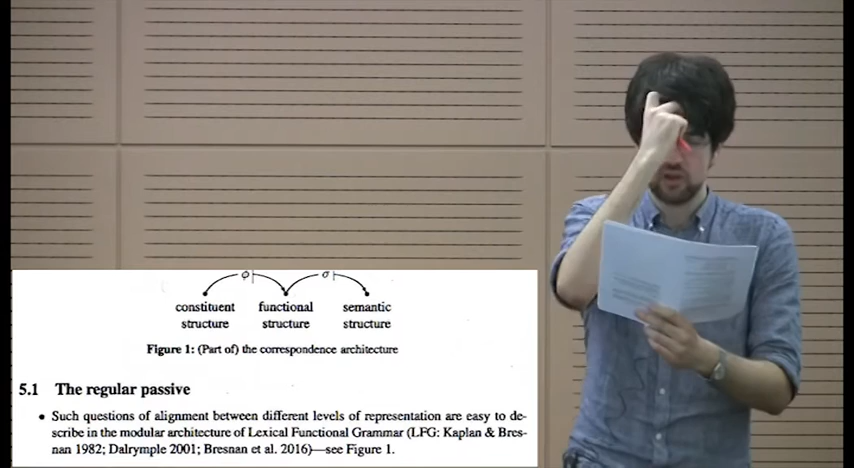 ϕ σ
constituent functional semantic
structure structure structure
Figure 1: (Part of) the correspondence architecture
5.1 The regular passive
• Such questions of alignment between different levels of representation are easy to de-
scribe in the modular architecture of Lexical Functional Grammar (LFG: Kaplan & Bres-
nan 1982; Dalrymple 2001; Bresnan et al. 2016)—see Figure 1.